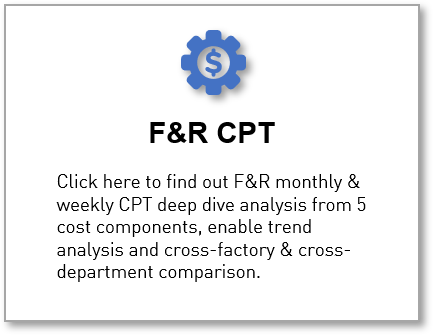 $
F&R CPT
Click here to find out F&R monthly &
weekly CPT deep dive analysis from 5
cost components, enable trend
analysis and cross-factory & cross-
department comparison.